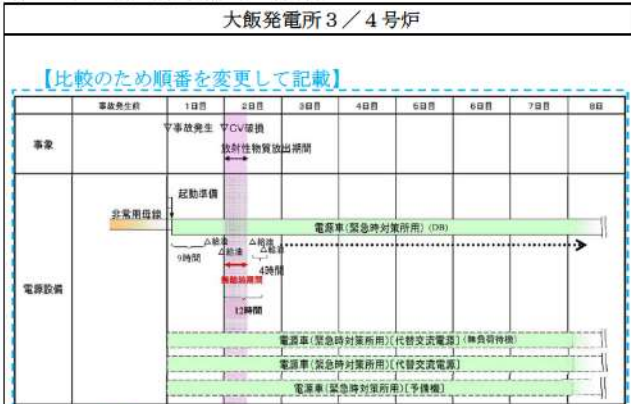 大飯発電所3／4号炉
【比較のため順番を変更して記載】
事故発生前 1日目 2日目 3日目 4日目 5日目 6日目 7日目 8日
事象
▽事故発生 ▽CV破損
放射性物質放出期間
起動準備
非常用母線
電源車(緊急時対策所用)(DB)
△給油 △給油
△給油 △給油
9時間
4時間
12時間
電源設備
電源車(緊急時対策所用)[代替交流電源](無負荷待機)
電源車(緊急時対策所用)[代替交流電源]
電源車(緊急時対策所用)[予備機]